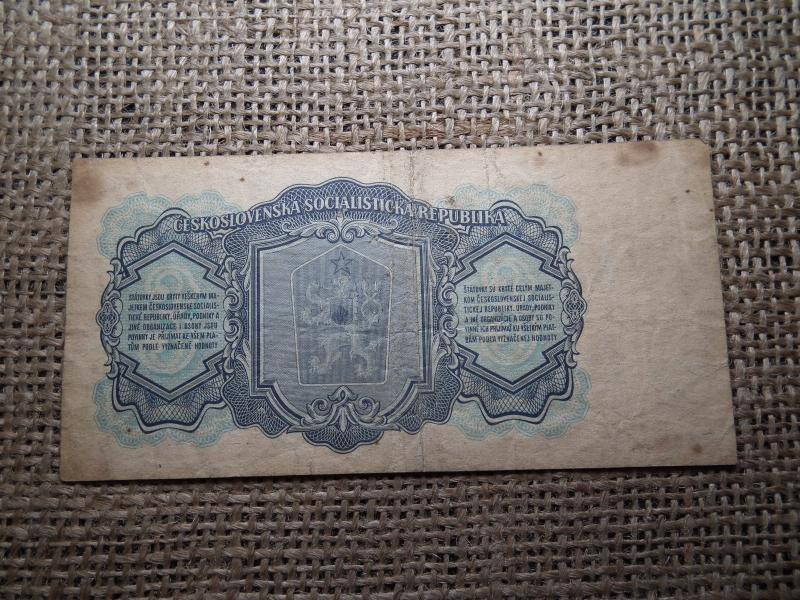 ČESKOSLOVENSKÁ SOCIALISTICKÁ REPUBLIKA
STÁTOVKY JSOU KRYTY VEŠKERÝM MA-
JETKEM ČESKOSLOVENSKÉ SOCIALIS-
TICKÉ REPUBLIKY. ÚŘADY, PODNIKY A
JINÉ ORGANIZACE I OSOBY JSOU
POVINNY JE PŘIJÍMAT KE VŠEM PLA-
TŮM PODLE VYZNAČENÉ HODNOTY
ŠTÁTOVKY SÚ KRYTÉ CELÝM MAJET-
KOM ČESKOSLOVENSKEJ SOCIALIS-
TICKEJ REPUBLIKY. ÚRADY, PODNIKY
A INÉ ORGANIZÁCIE A OSOBY SÚ PO-
VINNÉ ICH PRIJÍMAŤ KU VŠETKÝM PLAT-
BÁM PODĽA VYZNAČENEJ HODNOTY